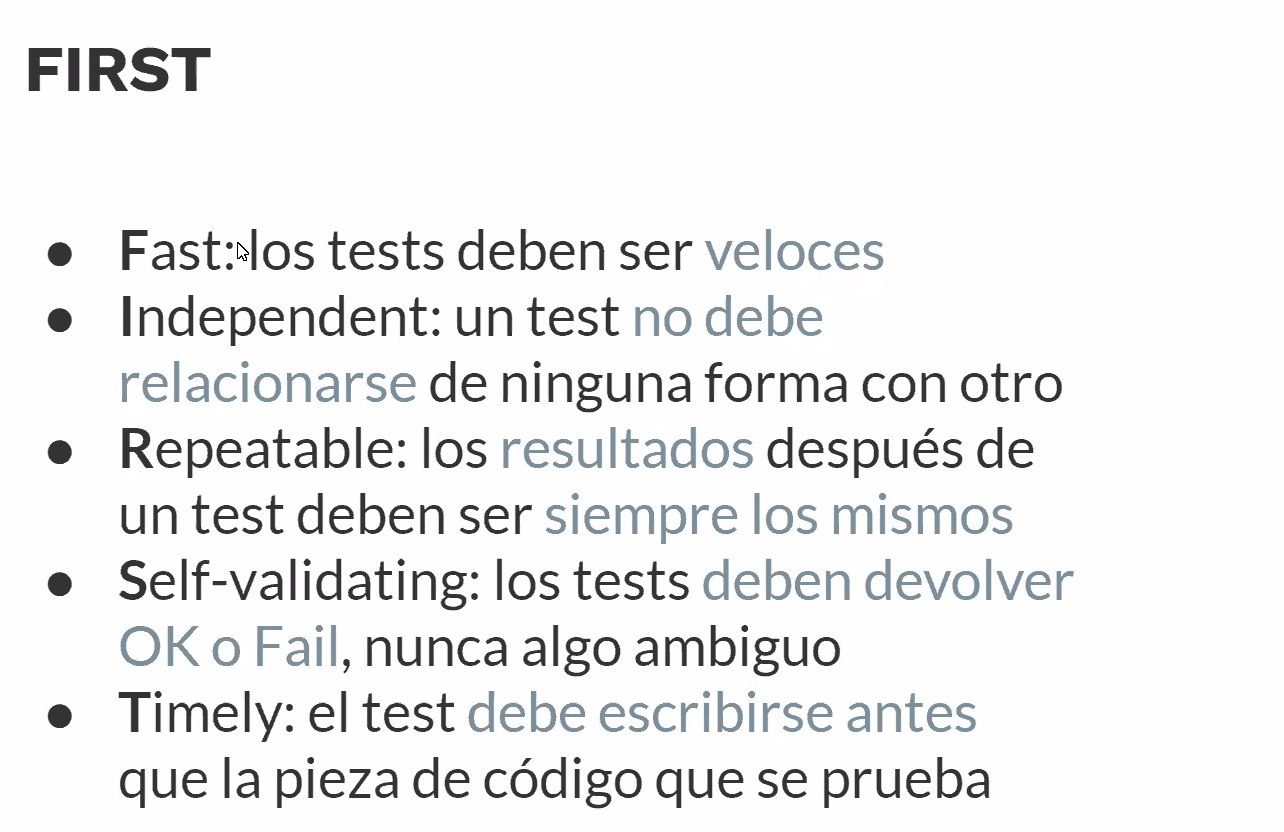 FIRST
● Fast: los tests deben ser veloces
● Independent: un test no debe
relacionarse de ninguna forma con otro
● Repeatable: los resultados después de
un test deben ser siempre los mismos
● Self-validating: los tests deben devolver
OK o Fail, nunca algo ambiguo
● Timely: el test debe escribirse antes
que la pieza de código que se prueba